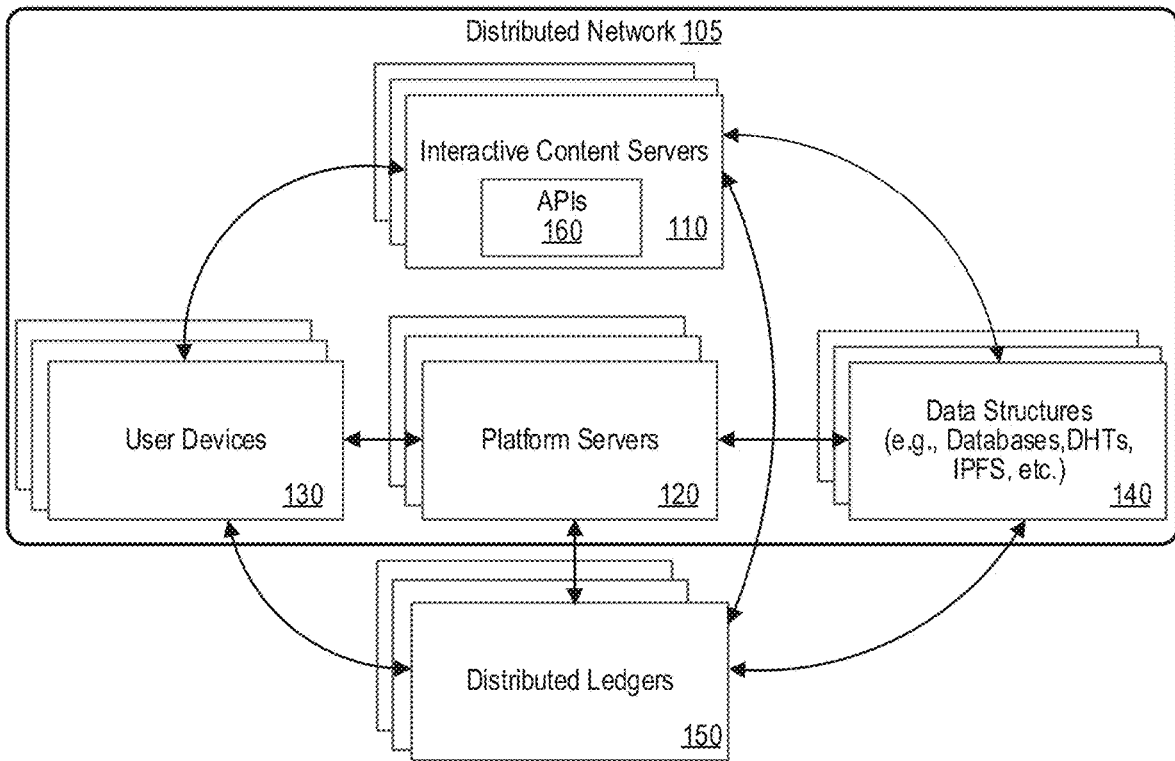 Distributed Network 105
Interactive Content Servers
APIs
160
110
User Devices
130
Platform Servers
120
Data Structures
(e.g., Databases,DHTs,
IPFS, etc.)
140
Distributed Ledgers
150